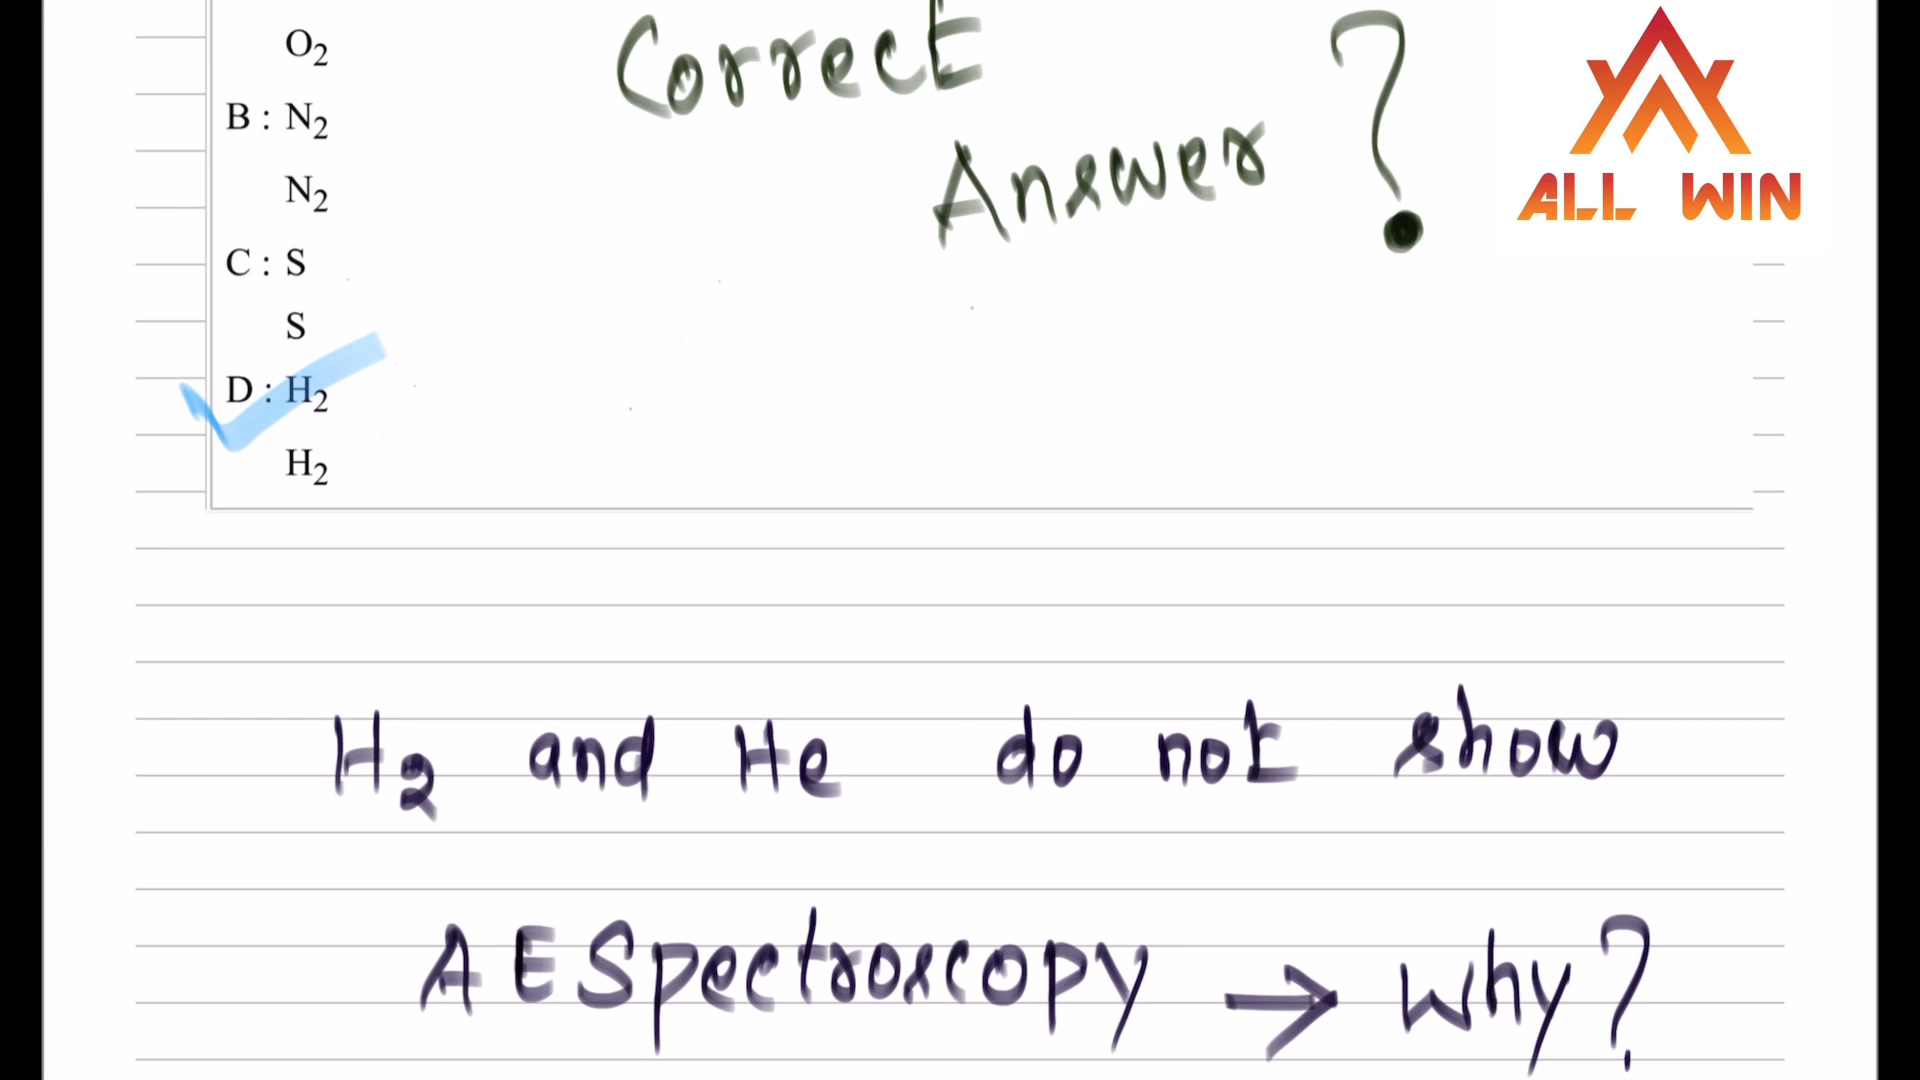 O2
B : N2
N2
C : S
S
D : H2
H2
Correct
Answer ?
ALL WIN
H2 and He do not show
AESpectroscopy → Why?